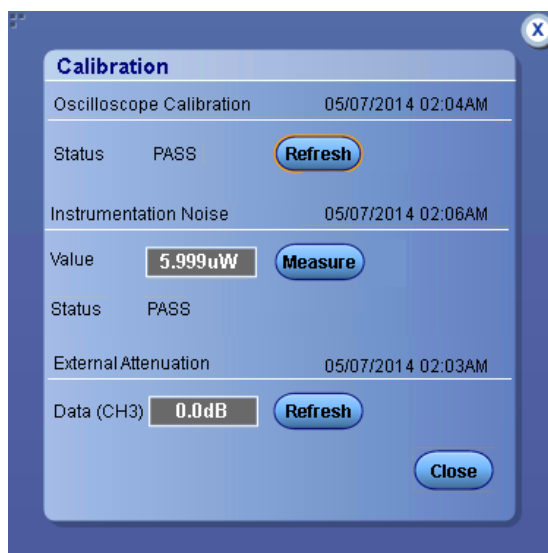 X
Calibration
Oscilloscope Calibration 05/07/2014 02:04AM
Status PASS Refresh
Instrumentation Noise 05/07/2014 02:06AM
Value 5.999uW Measure
Status PASS
External Attenuation 05/07/2014 02:03AM
Data (CH3) 0.0dB Refresh
Close